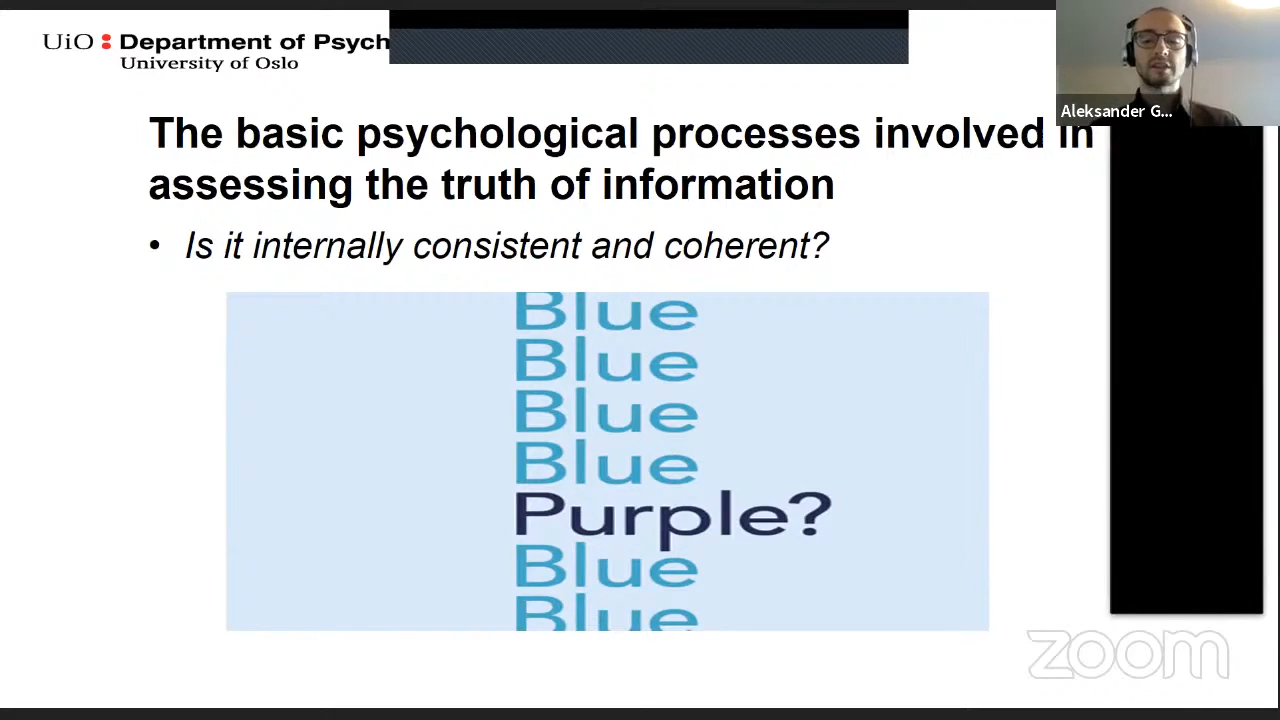 UiO : Department of Psych
University of Oslo
Aleksander G...
The basic psychological processes involved in
assessing the truth of information
• Is it internally consistent and coherent?
Blue
Blue
Blue
Blue
Purple?
Blue
Blue
zoom